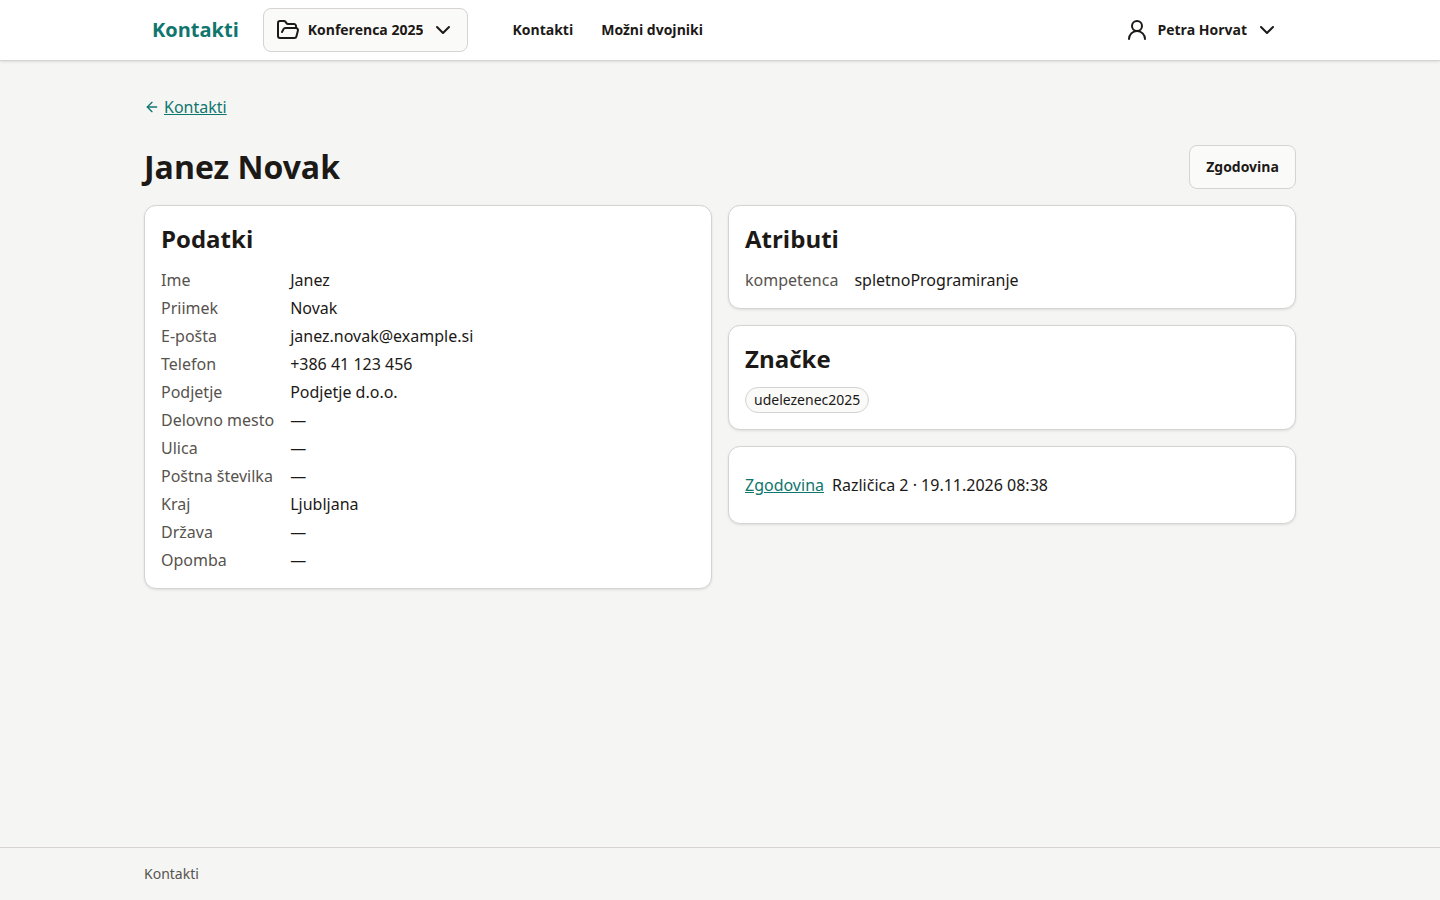 Kontakti
Konferenca 2025
Kontakti
Možni dvojniki
Petra Horvat
← Kontakti
Janez Novak
Zgodovina
Podatki
Ime Janez
Priimek Novak
E-pošta janez.novak@example.si
Telefon +386 41 123 456
Podjetje Podjetje d.o.o.
Delovno mesto —
Ulica —
Poštna številka —
Kraj Ljubljana
Država —
Opomba —
Atributi
kompetenca spletnoProgramiranje
Značke
udelezenec2025
Zgodovina Različica 2 · 19.11.2026 08:38
Kontakti